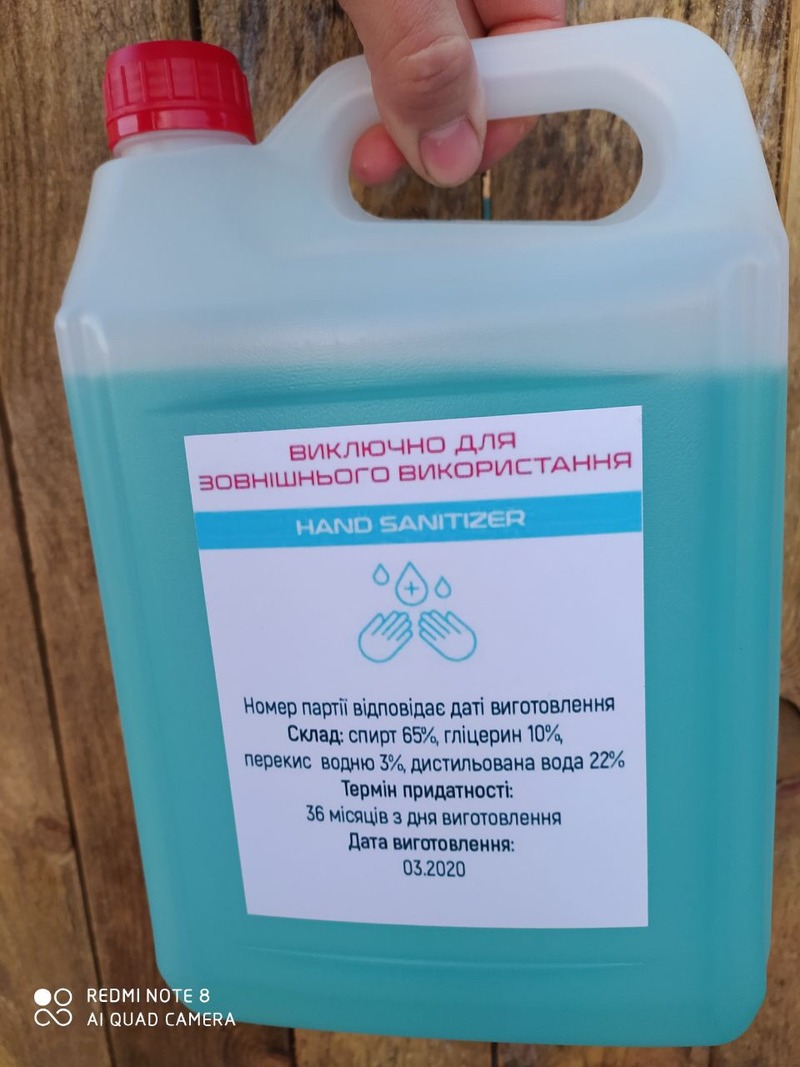 ВИКЛЮЧНО ДЛЯ
ЗОВНІШНЬОГО ВИКОРИСТАННЯ
HAND SANITIZER
Номер партії відповідає даті виготовлення
Склад: спирт 65%, гліцерин 10%,
перекис водню 3%, дистильована вода 22%
Термін придатності:
36 місяців з дня виготовлення
Дата виготовлення:
03.2020
REDMI NOTE 8
AI QUAD CAMERA